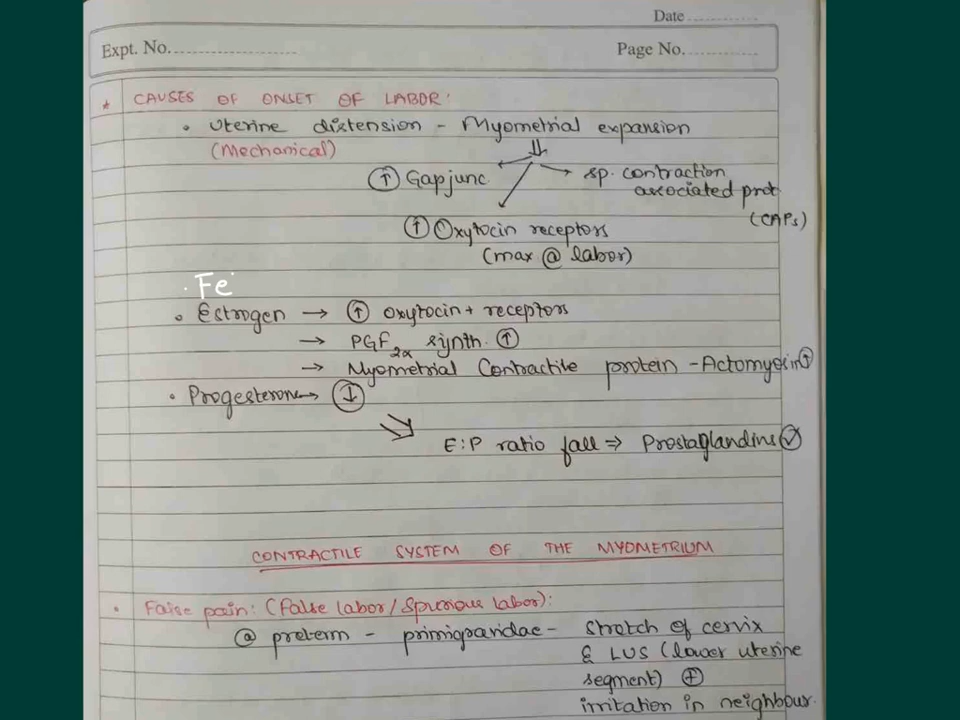 Date
Expt. No.
Page No.
* CAUSES OF ONSET OF LABOR:
• Uterine distension - Myometrial expansion
(Mechanical)
↑ Gap junc
sp. contraction
associated prot
(CAPs)
↑ Oxytocin receptors
(max @ labor)
· Fe
• Estrogen → ↑ oxytocin + receptors
→ PGF2α synth. ↑
→ Myometrial Contractile protein - Actomyosin ↑
• Progesterone → ↓
E:P ratio fall ⇒ Prostaglandins ✓
CONTRACTILE SYSTEM OF THE MYOMETRIUM
• False pain: (False labor/Spurious labor):
@ preterm - primigravidae - stretch of cervix
& LUS (lower uterine
segment) +
irritation in neighbour.